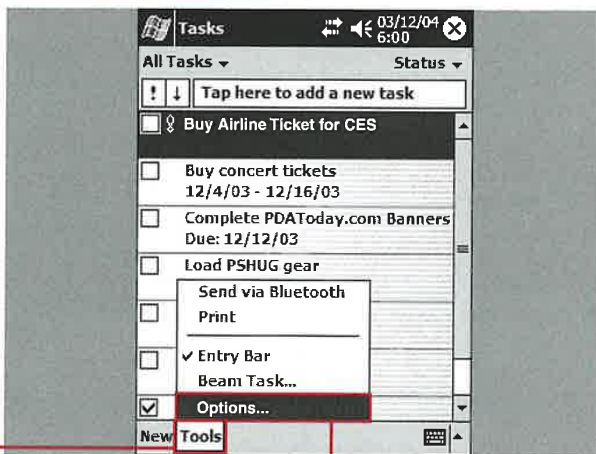 Tasks
03/12/04
6:00
All Tasks
Status
! ↓ Tap here to add a new task
Buy Airline Ticket for CES
Buy concert tickets
12/4/03 - 12/16/03
Complete PDAToday.com Banners
Due: 12/12/03
Load PSHUG gear
Send via Bluetooth
Print
Entry Bar
Beam Task...
Options...
New Tools